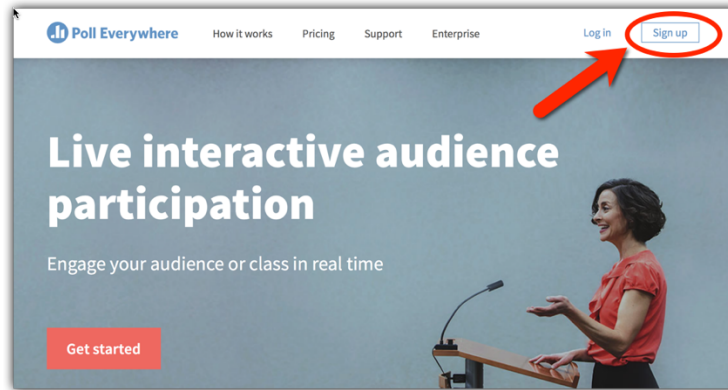 Poll Everywhere How it works Pricing Support Enterprise Log in Sign up
Live interactive audience
participation
Engage your audience or class in real time
Get started